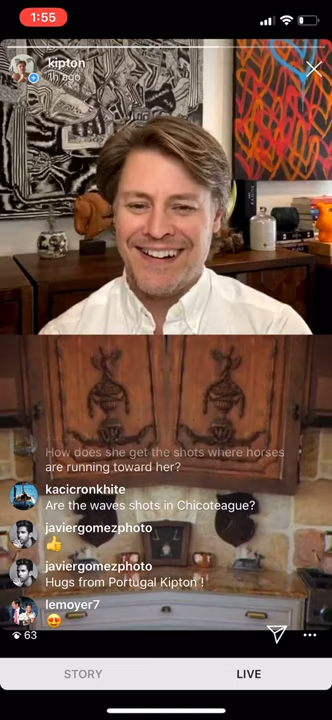 1:55
kipton
1h ago
How does she get the shots where horses
are running toward her?
kacicronkhite
Are the waves shots in Chicoteague?
javiergomezphoto
👍
javiergomezphoto
Hugs from Portugal Kipton !
lemoyer7
😍
63
STORY
LIVE